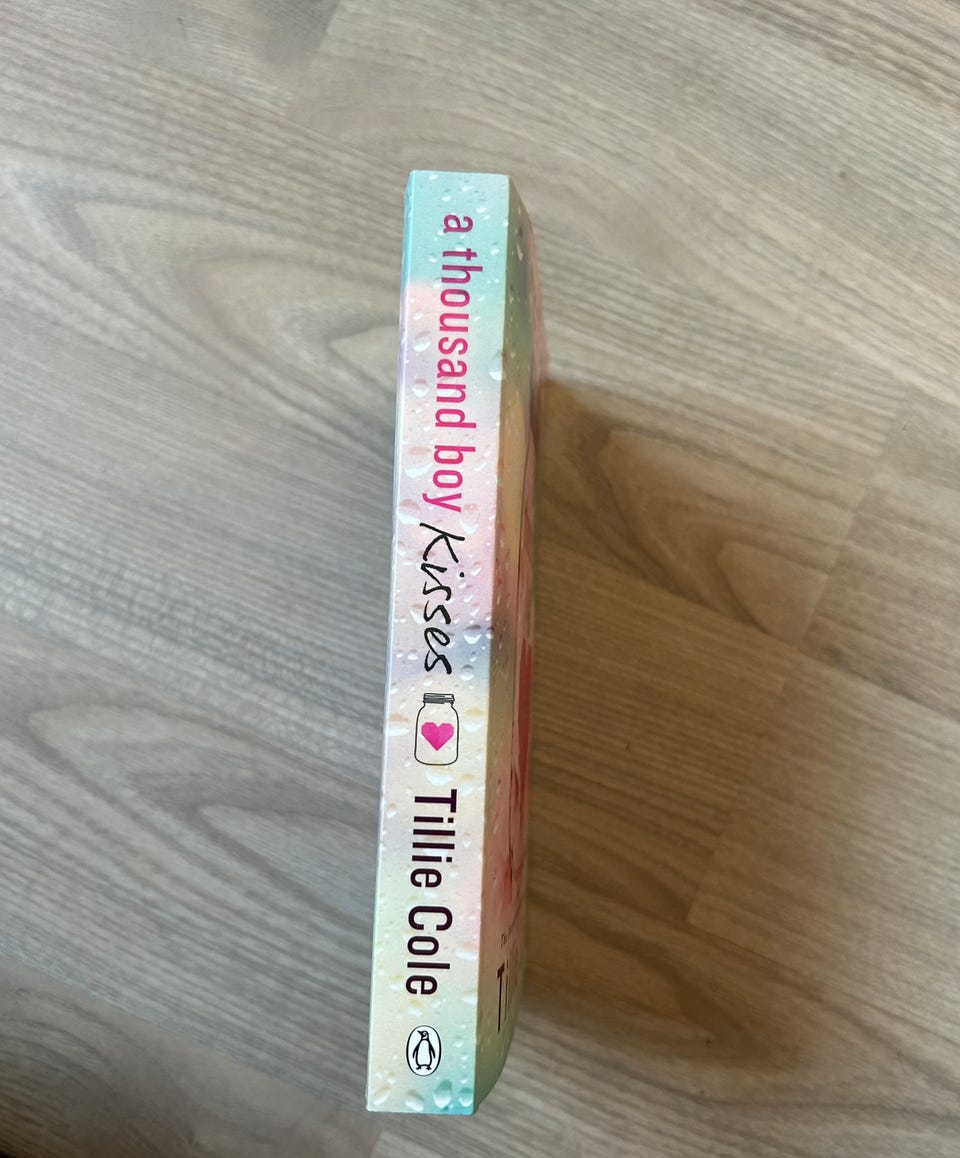 a thousand boy Kisses
Tillie Cole